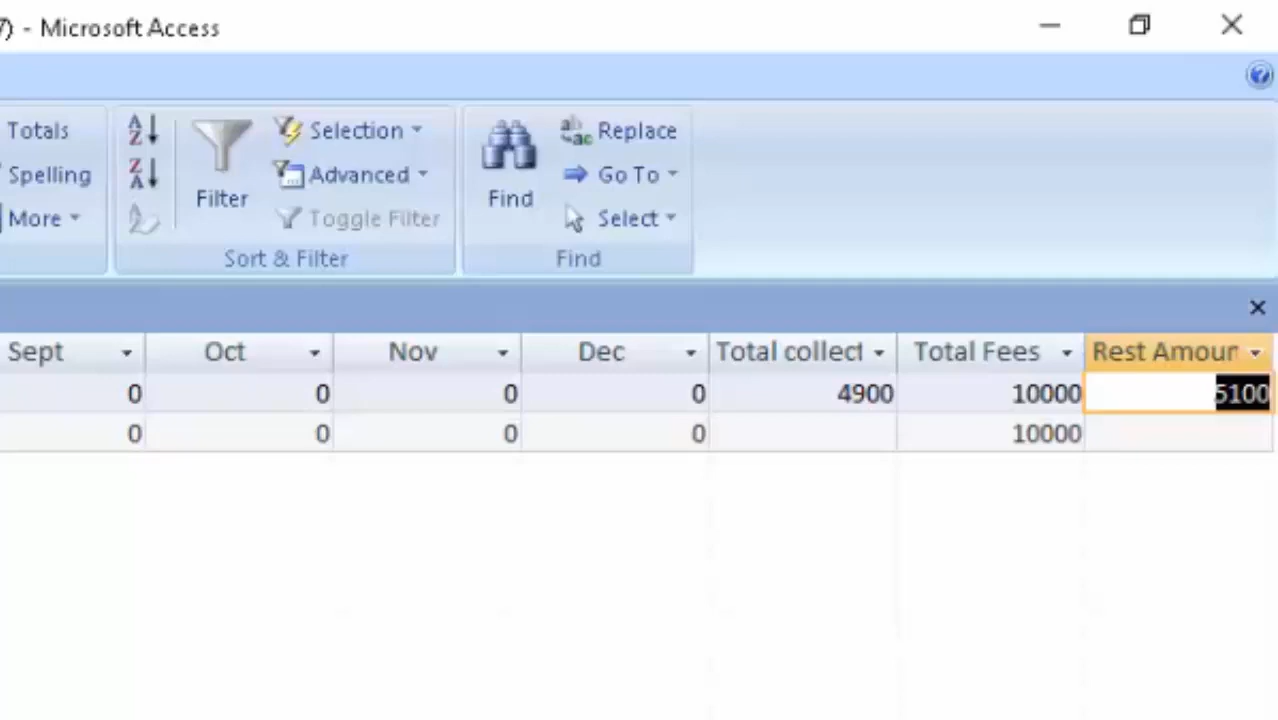 7) - Microsoft Access
Totals Selection Replace
Spelling Advanced Go To
More Filter Toggle Filter Find Select
Sort & Filter Find
Sept Oct Nov Dec Total collect Total Fees Rest Amour
0 0 0 0 4900 10000 5100
0 0 0 0 10000